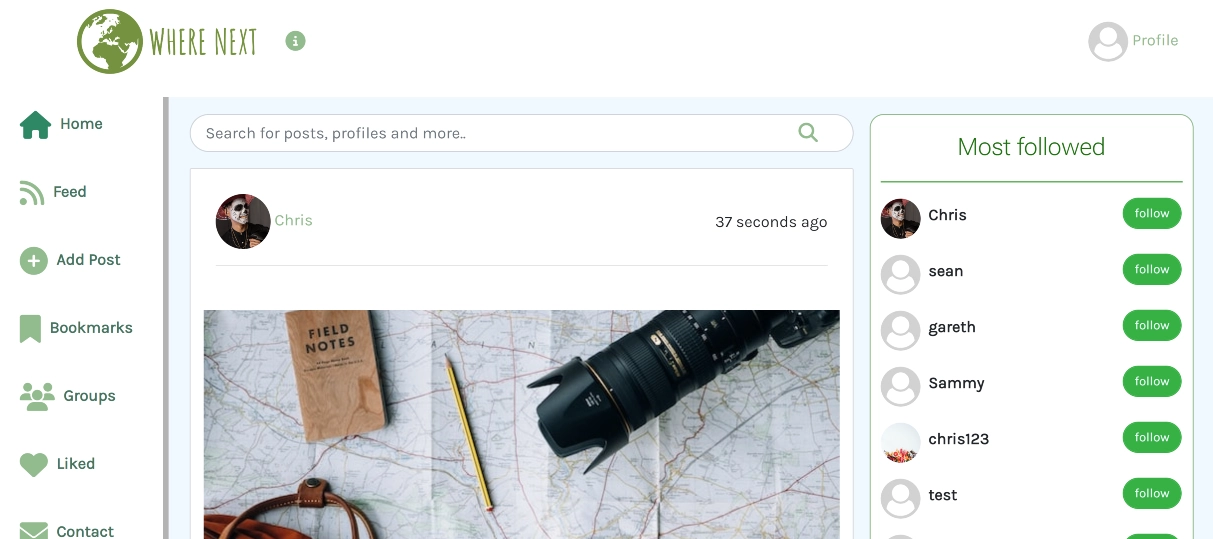 WHERE NEXT
Profile
Home
Feed
Add Post
Bookmarks
Groups
Liked
Contact
Search for posts, profiles and more..
Chris
37 seconds ago
FIELD
NOTES
A I N
Most followed
Chris follow
sean follow
gareth follow
Sammy follow
chris123 follow
test follow